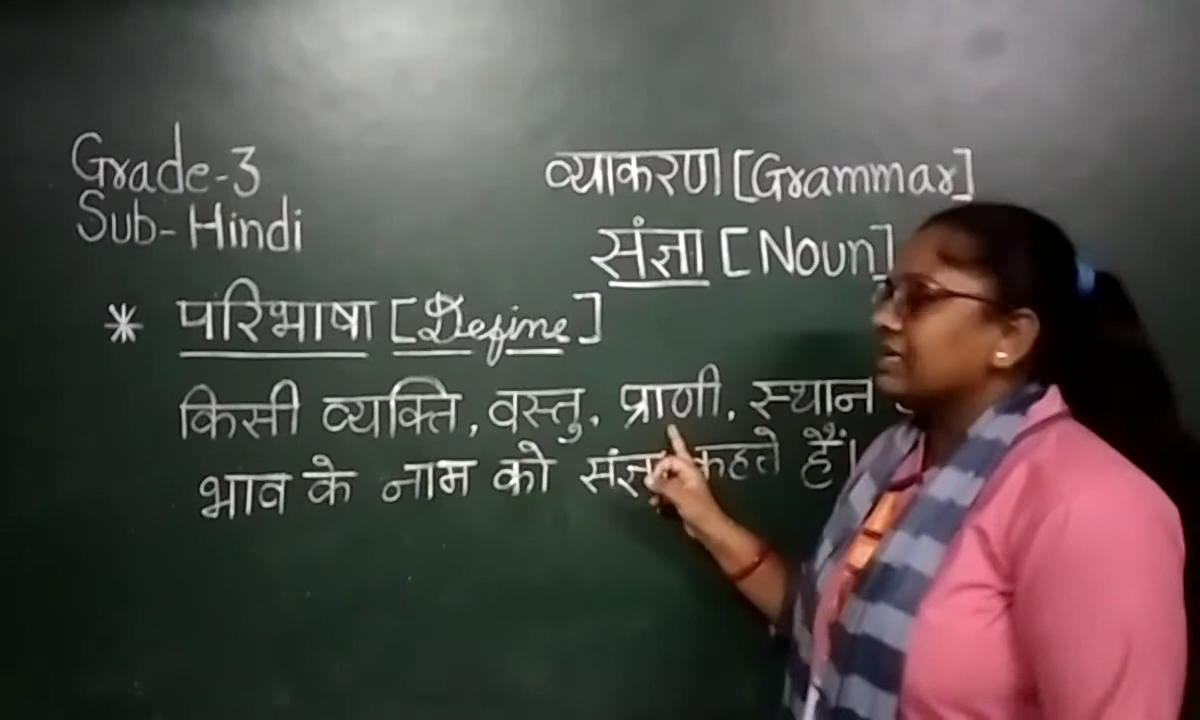 Grade-3
Sub-Hindi
व्याकरण [Grammar]
संज्ञा [Noun]
* परिभाषा [Define]
किसी व्यक्ति, वस्तु, प्राणी, स्थान
भाव के नाम को संज्ञा कहते हैं।